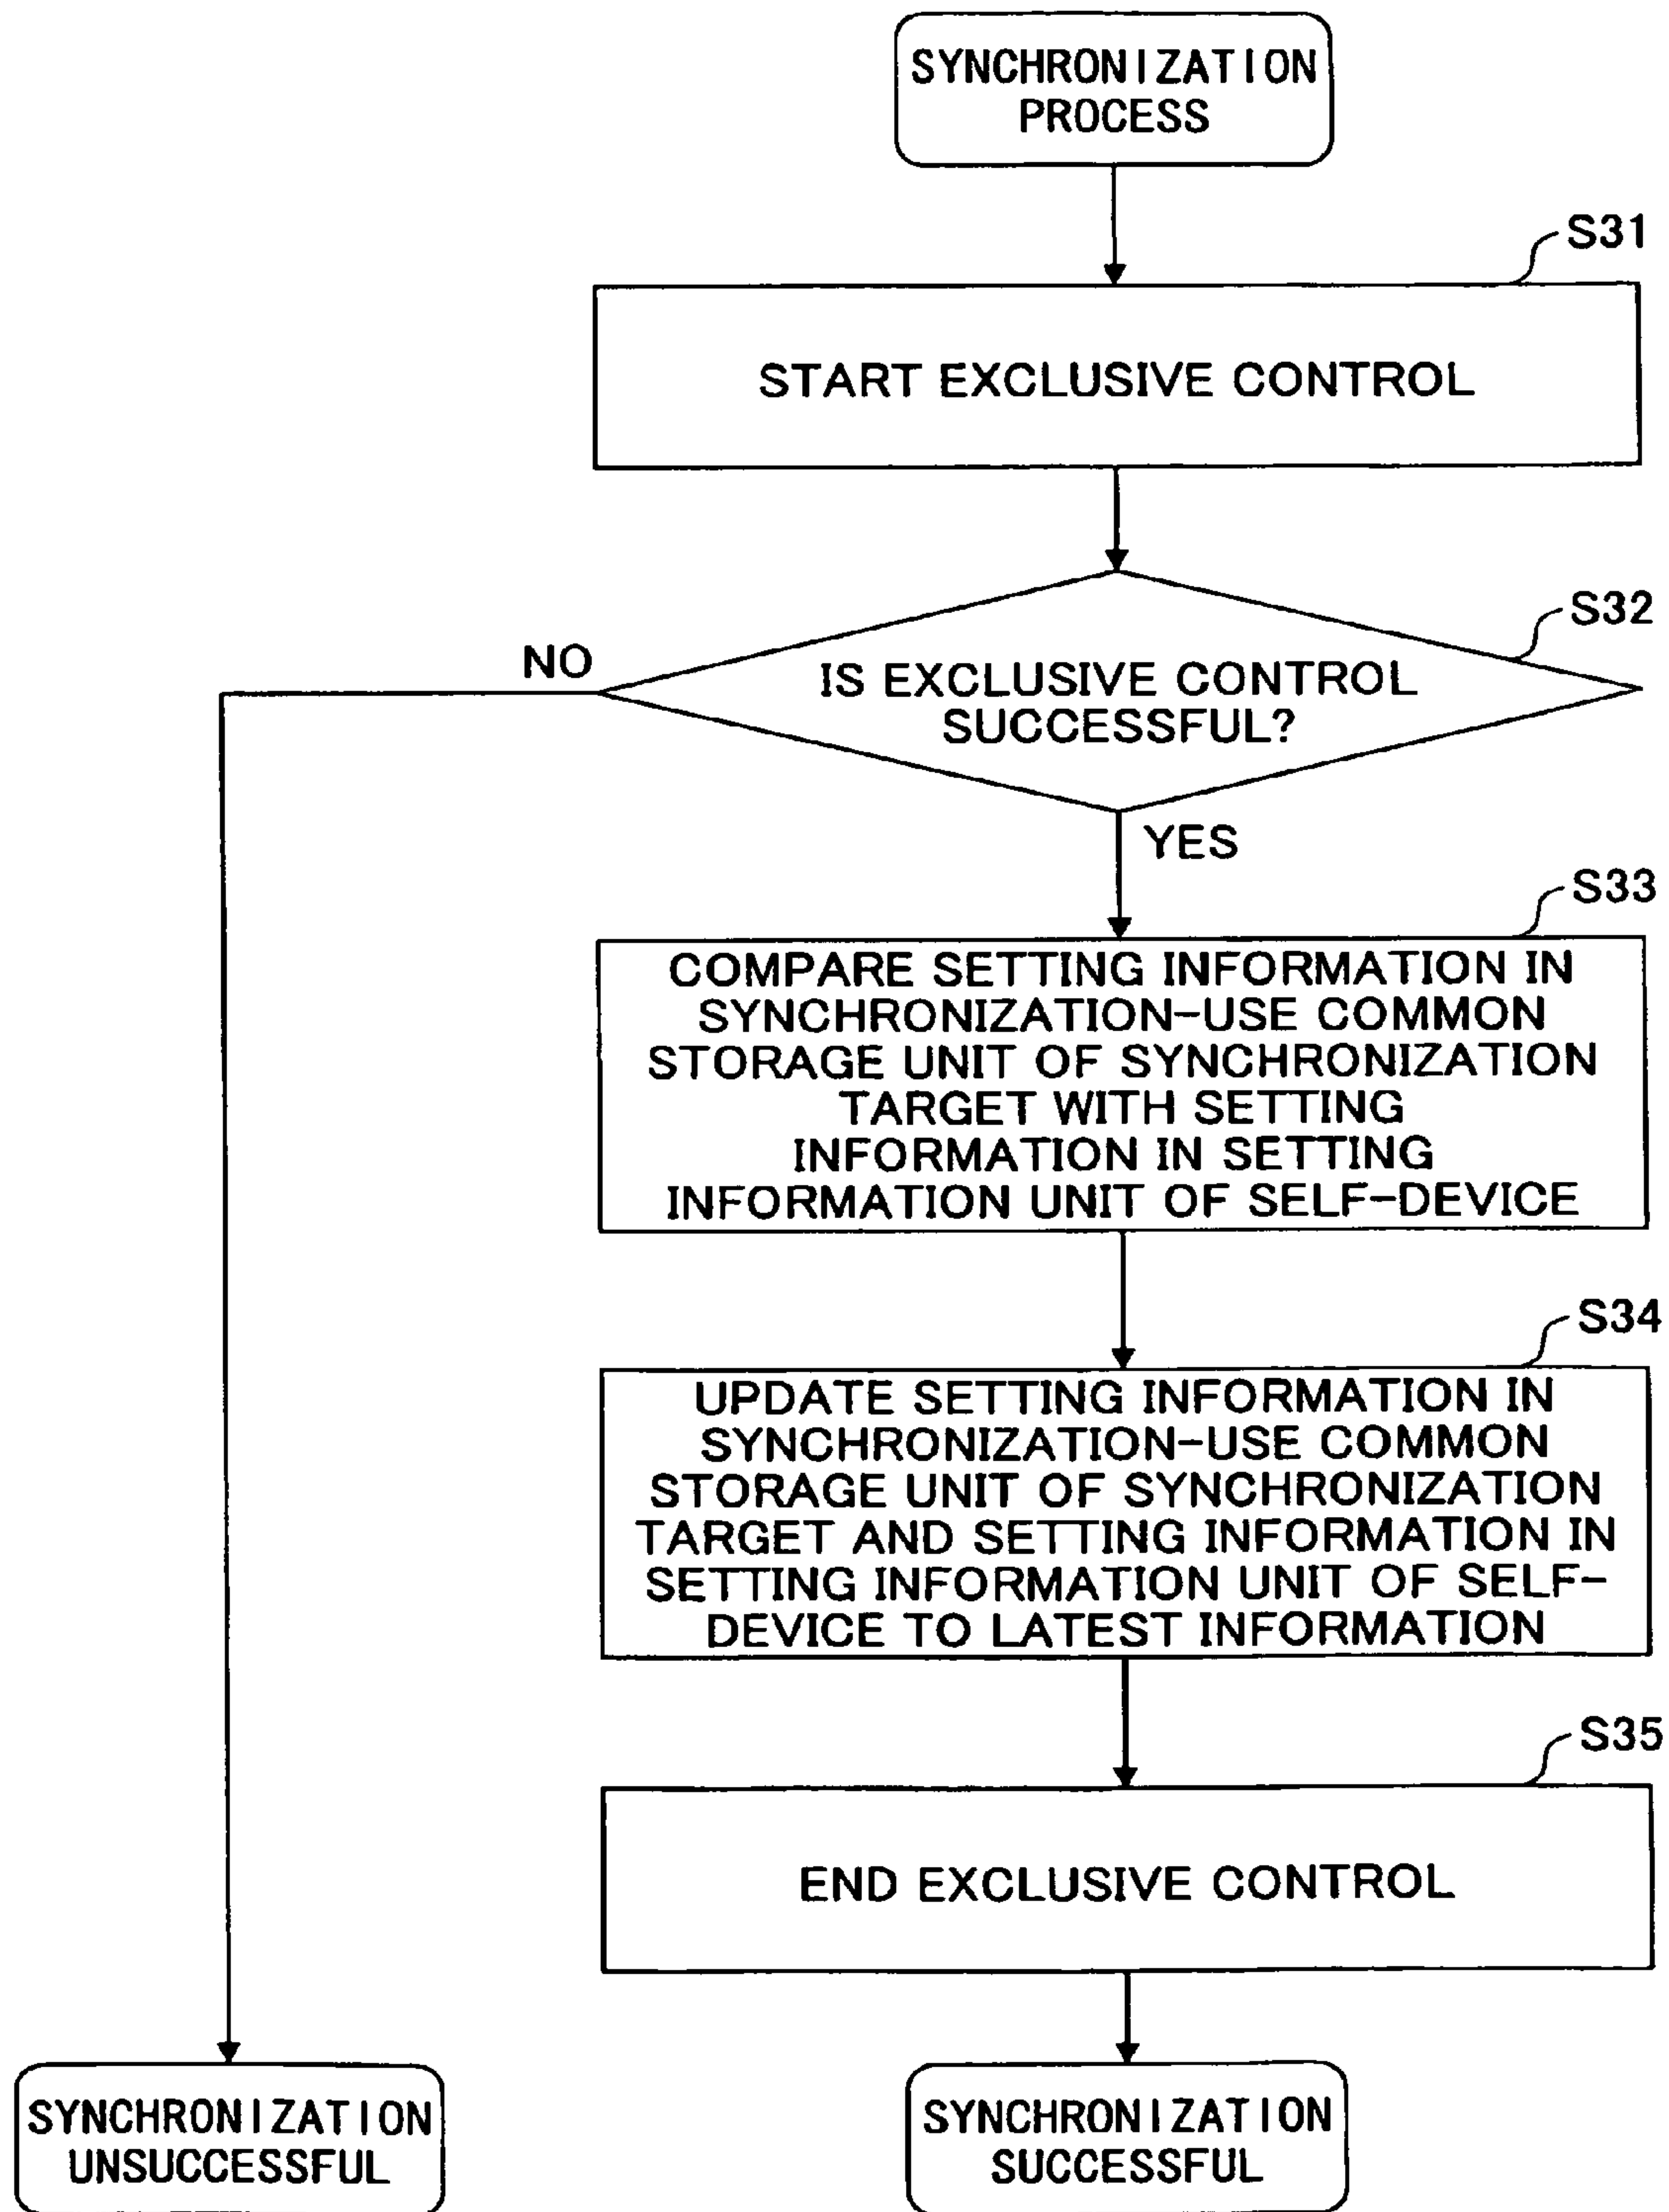 SYNCHRONIZATION
PROCESS
S31
START EXCLUSIVE CONTROL
S32
NO
IS EXCLUSIVE CONTROL
SUCCESSFUL?
YES
S33
COMPARE SETTING INFORMATION IN
SYNCHRONIZATION-USE COMMON
STORAGE UNIT OF SYNCHRONIZATION
TARGET WITH SETTING
INFORMATION IN SETTING
INFORMATION UNIT OF SELF-DEVICE
S34
UPDATE SETTING INFORMATION IN
SYNCHRONIZATION-USE COMMON
STORAGE UNIT OF SYNCHRONIZATION
TARGET AND SETTING INFORMATION IN
SETTING INFORMATION UNIT OF SELF-
DEVICE TO LATEST INFORMATION
S35
END EXCLUSIVE CONTROL
SYNCHRONIZATION
UNSUCCESSFUL
SYNCHRONIZATION
SUCCESSFUL